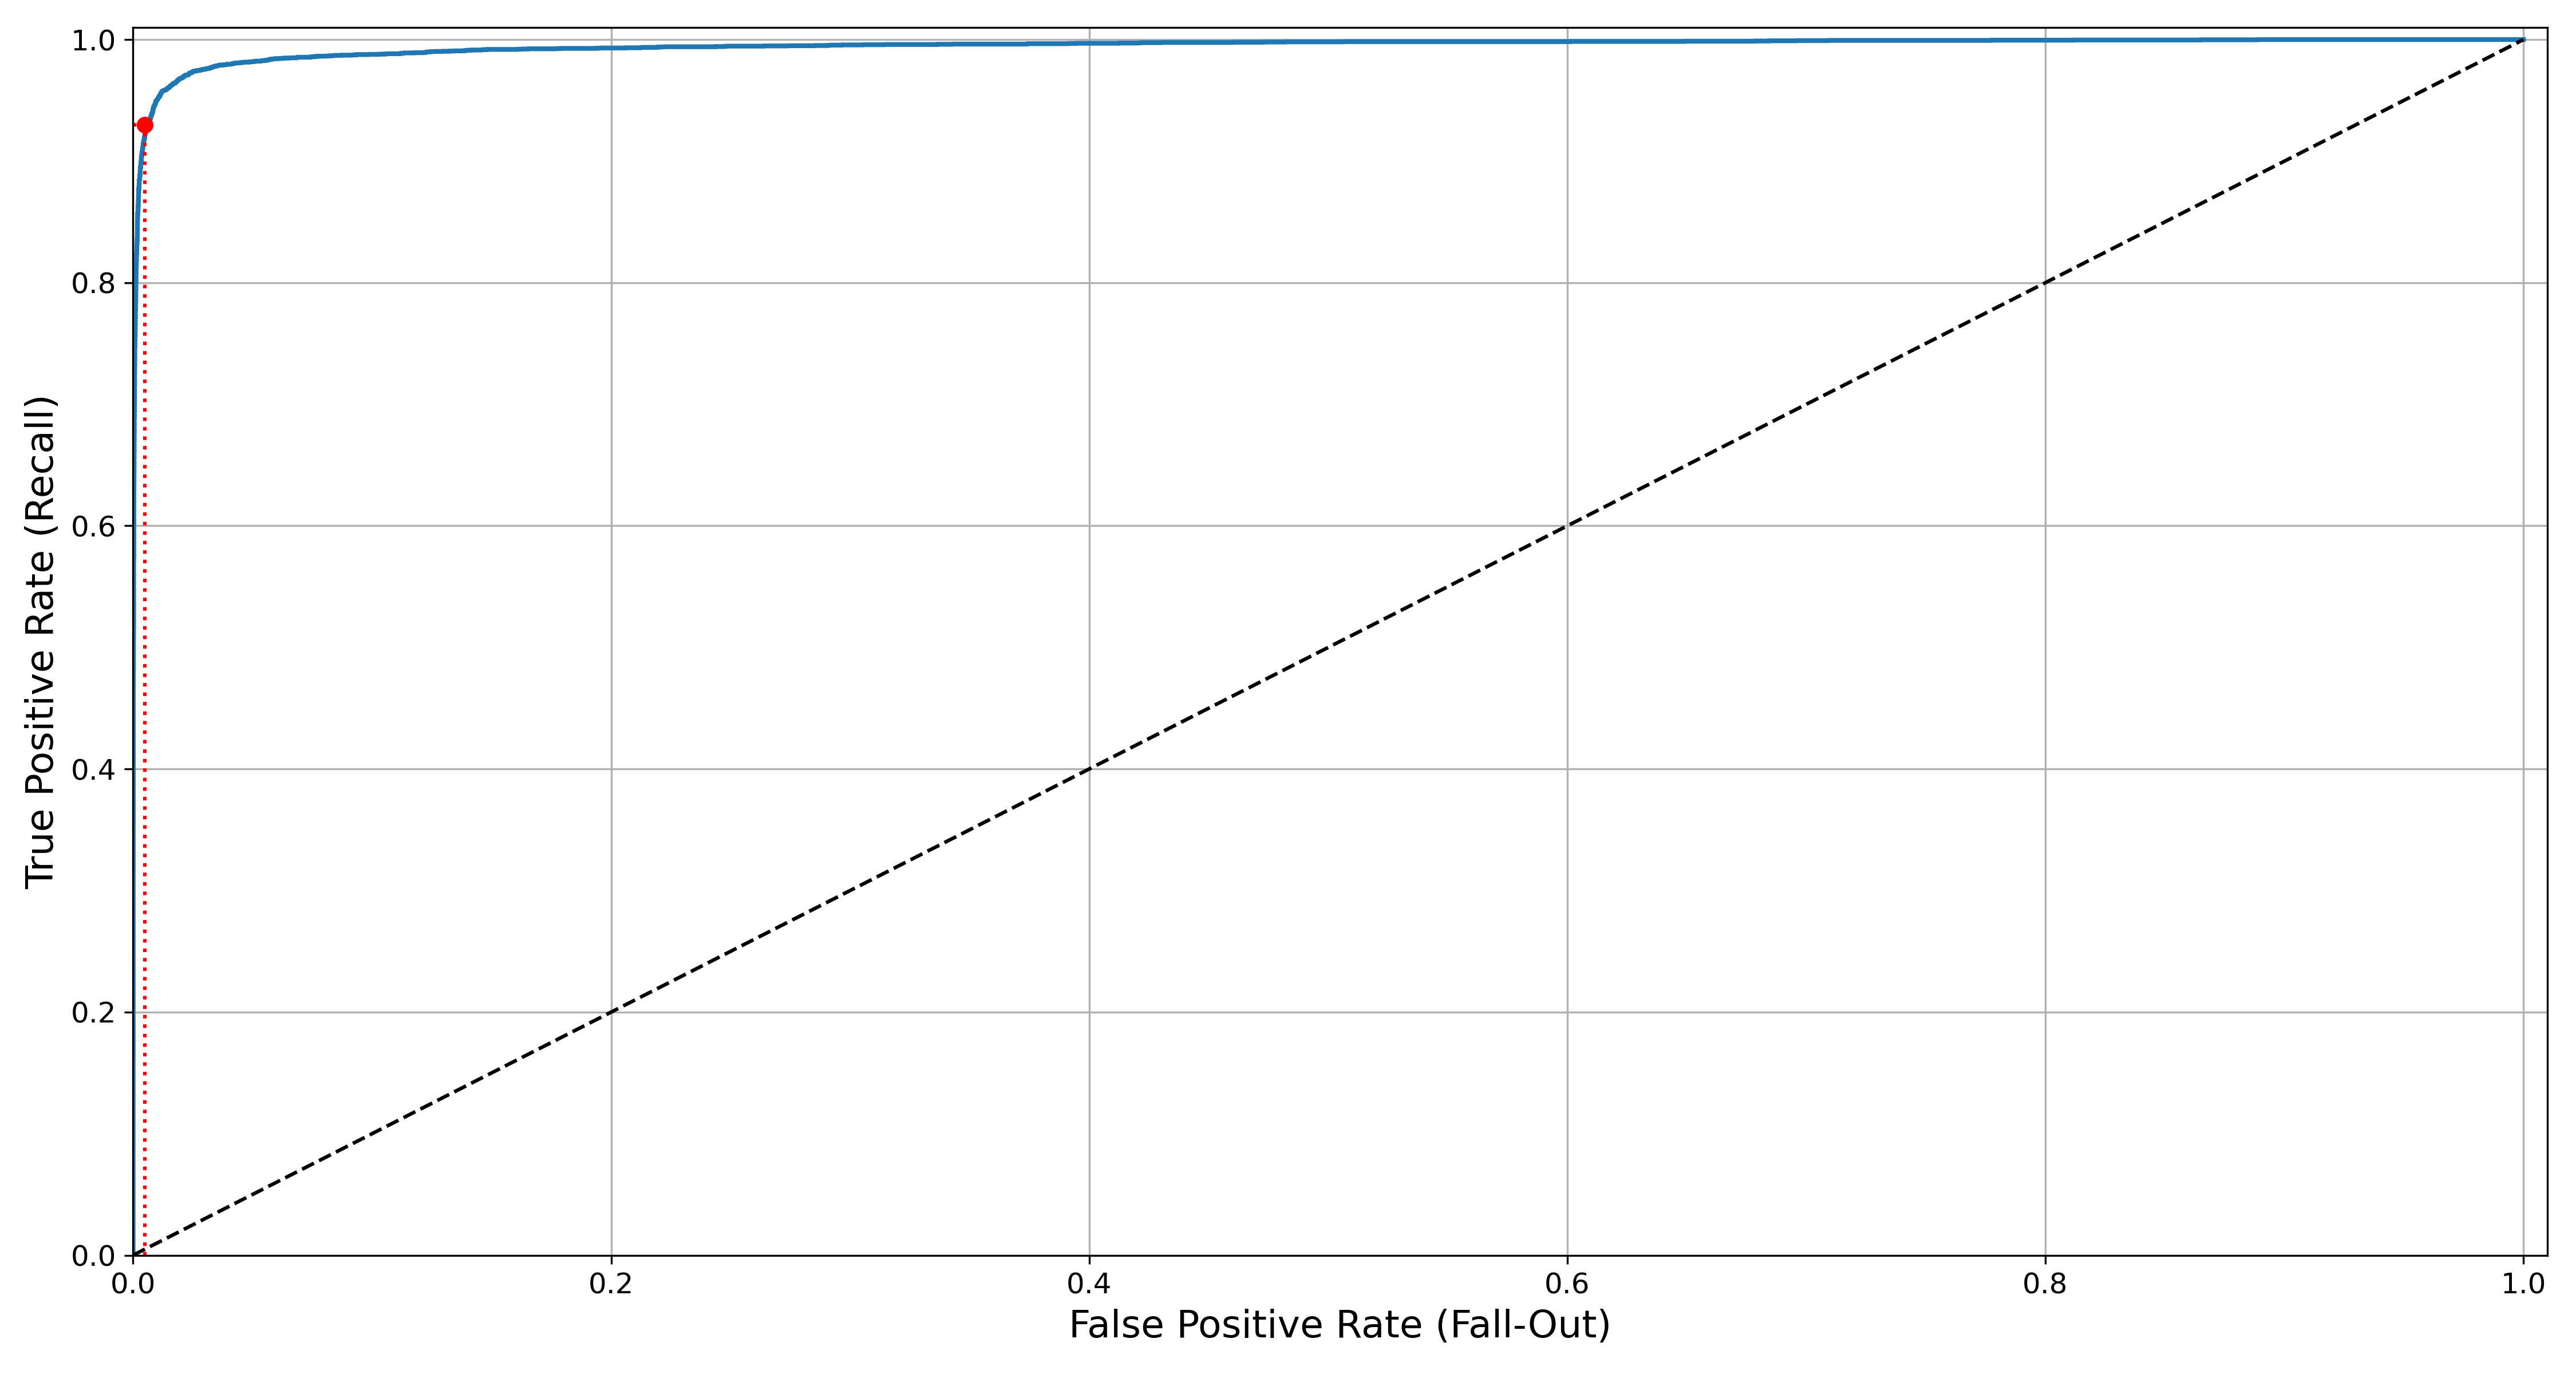 True Positive Rate (Recall)
1.0
0.8
0.6
0.4
0.2
0.0
0.0 0.2 0.4 0.6 0.8 1.0
False Positive Rate (Fall-Out)